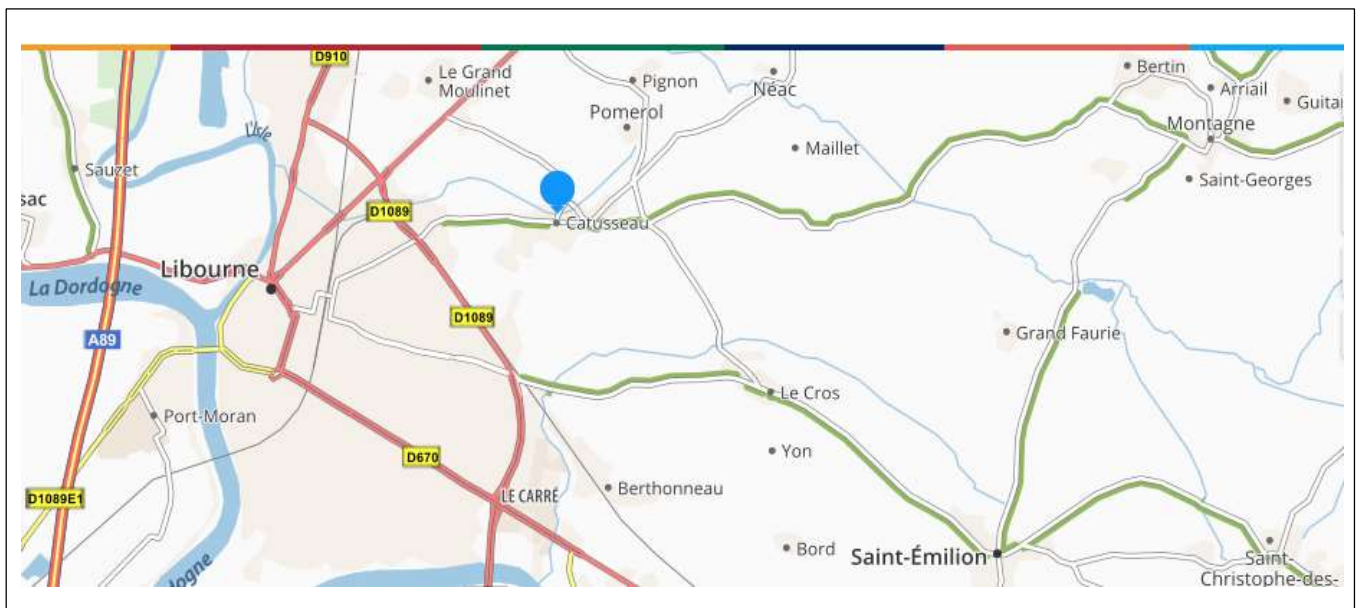 D910
Le Grand
Moulinet
Pignon
Néac
Bertin
Arriail
Guitar
Pomerol
L'Isle
Montagne
Maillet
Sauzet
Saint-Georges
sac
D1089
Catusseau
Libourne
La Dordogne
A89
D1089
Grand Faurie
Le Cros
Port-Moran
Yon
D670
LE CARRÉ
Berthonneau
D1089E1
Bord
Saint-Émilion
Saint-
Christophe-des-
dogne